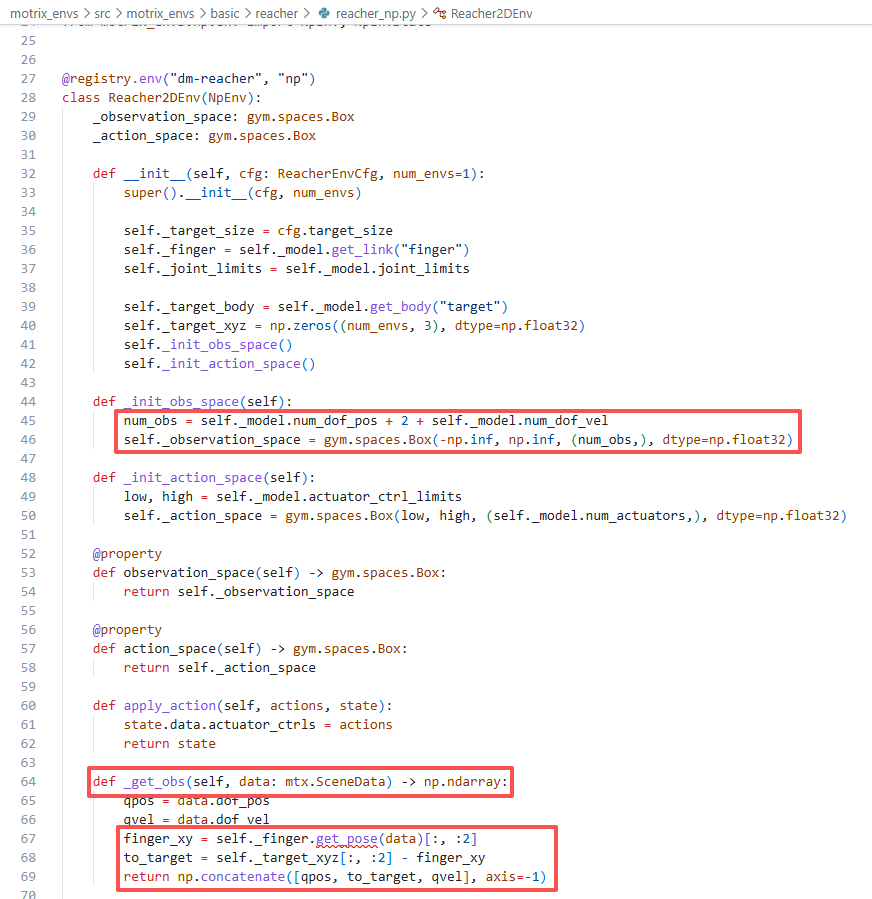 motrix_envs > src > motrix_envs > basic > reacher > reacher_np.py > Reacher2DEnv
25
26
27 @registry.env("dm-reacher", "np")
28 class Reacher2DEnv(NpEnv):
29     _observation_space: gym.spaces.Box
30     _action_space: gym.spaces.Box
31
32     def __init__(self, cfg: ReacherEnvCfg, num_envs=1):
33         super().__init__(cfg, num_envs)
34
35         self._target_size = cfg.target_size
36         self._finger = self._model.get_link("finger")
37         self._joint_limits = self._model.joint_limits
38
39         self._target_body = self._model.get_body("target")
40         self._target_xyz = np.zeros((num_envs, 3), dtype=np.float32)
41         self._init_obs_space()
42         self._init_action_space()
43
44     def _init_obs_space(self):
45         num_obs = self._model.num_dof_pos + 2 + self._model.num_dof_vel
46         self._observation_space = gym.spaces.Box(-np.inf, np.inf, (num_obs,), dtype=np.float32)
47
48     def _init_action_space(self):
49         low, high = self._model.actuator_ctrl_limits
50         self._action_space = gym.spaces.Box(low, high, (self._model.num_actuators,), dtype=np.float32)
51
52     @property
53     def observation_space(self) -> gym.spaces.Box:
54         return self._observation_space
55
56     @property
57     def action_space(self) -> gym.spaces.Box:
58         return self._action_space
59
60     def apply_action(self, actions, state):
61         state.data.actuator_ctrls = actions
62         return state
63
64     def _get_obs(self, data: mtx.SceneData) -> np.ndarray:
65         qpos = data.dof_pos
66         qvel = data.dof_vel
67         finger_xy = self._finger.get_pose(data)[:, :2]
68         to_target = self._target_xyz[:, :2] - finger_xy
69         return np.concatenate([qpos, to_target, qvel], axis=-1)
70